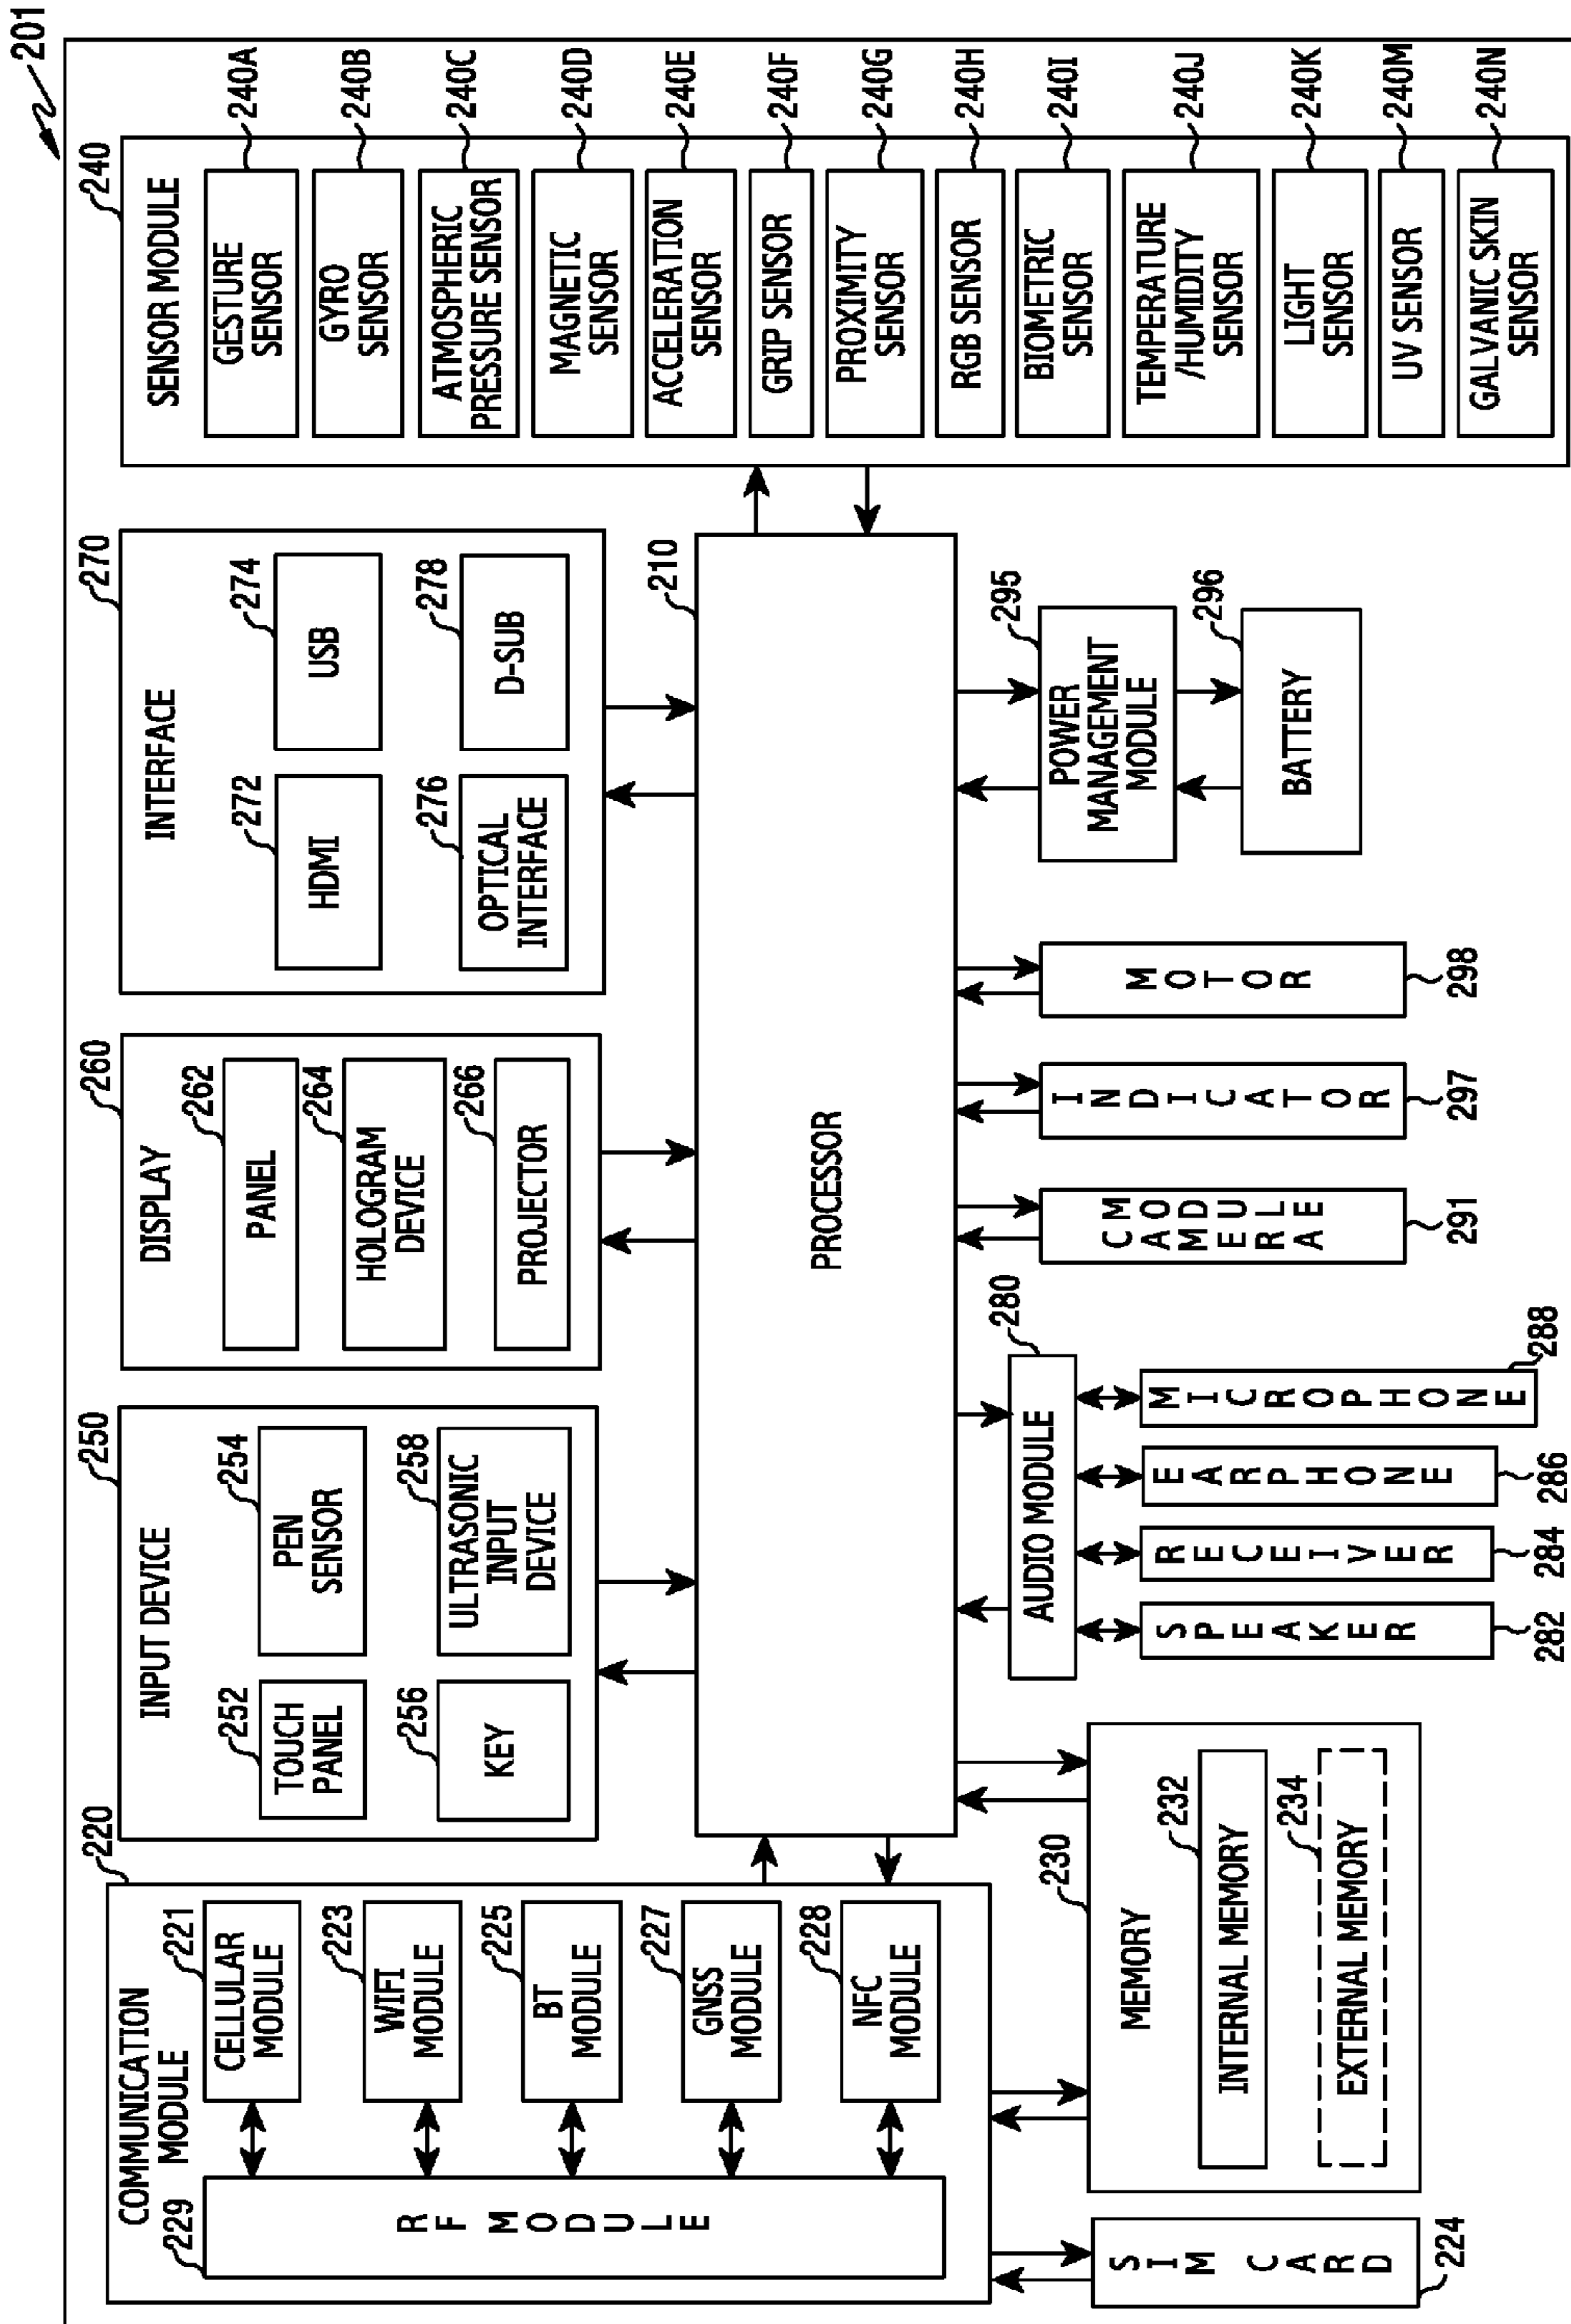 201
COMMUNICATION
MODULE
220
229
RF MODULE
221
CELLULAR
MODULE
223
WIFI
MODULE
225
BT
MODULE
227
GNSS
MODULE
228
NFC
MODULE
SIM CARD
224
INPUT DEVICE
250
252
TOUCH
PANEL
254
PEN
SENSOR
256
KEY
258
ULTRASONIC
INPUT
DEVICE
DISPLAY
260
262
PANEL
264
HOLOGRAM
DEVICE
266
PROJECTOR
INTERFACE
270
272
HDMI
274
USB
276
OPTICAL
INTERFACE
278
D-SUB
SENSOR MODULE
240
GESTURE
SENSOR
240A
GYRO
SENSOR
240B
ATMOSPHERIC
PRESSURE SENSOR
240C
MAGNETIC
SENSOR
240D
ACCELERATION
SENSOR
240E
GRIP SENSOR
240F
PROXIMITY
SENSOR
240G
RGB SENSOR
240H
BIOMETRIC
SENSOR
240I
TEMPERATURE
/HUMIDITY
SENSOR
240J
LIGHT
SENSOR
240K
UV SENSOR
240M
GALVANIC SKIN
SENSOR
240N
PROCESSOR
210
MEMORY
230
232
INTERNAL MEMORY
234
EXTERNAL MEMORY
AUDIO MODULE
280
SPEAKER
282
RECEIVER
284
EARPHONE
286
MICROPHONE
288
CAMERA
MODULE
291
INDICATOR
297
MOTOR
298
POWER
MANAGEMENT
MODULE
295
BATTERY
296